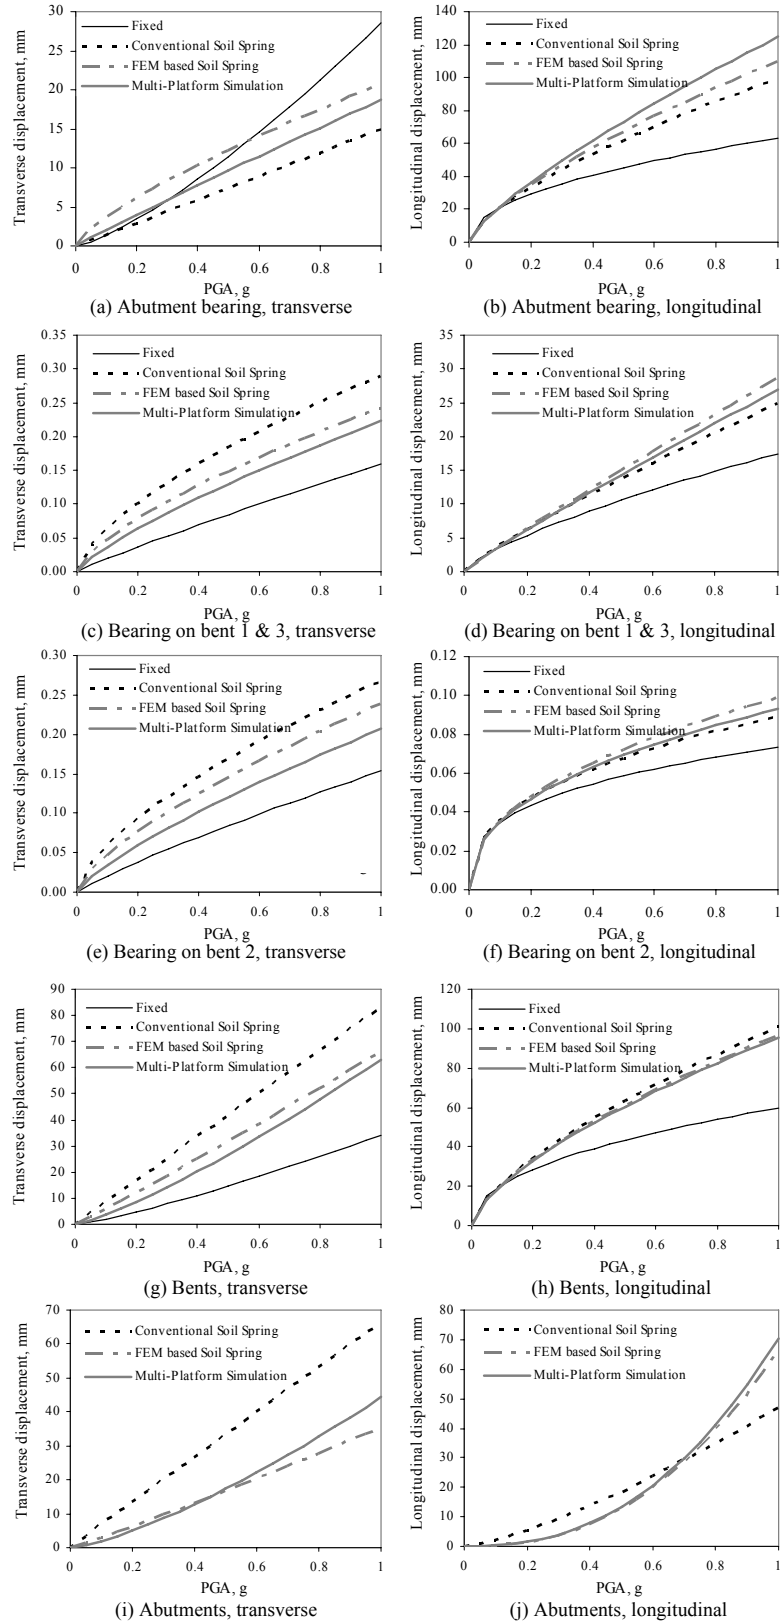 Transverse displacement, mm
30
25
20
15
10
5
0
Fixed
Conventional Soil Spring
FEM based Soil Spring
Multi-Platform Simulation
0 0.2 0.4 0.6 0.8 1
PGA, g
(a) Abutment bearing, transverse
Longitudinal displacement, mm
140
120
100
80
60
40
20
0
Fixed
Conventional Soil Spring
FEM based Soil Spring
Multi-Platform Simulation
0 0.2 0.4 0.6 0.8 1
PGA, g
(b) Abutment bearing, longitudinal
Transverse displacement, mm
0.35
0.30
0.25
0.20
0.15
0.10
0.05
0.00
Fixed
Conventional Soil Spring
FEM based Soil Spring
Multi-Platform Simulation
0 0.2 0.4 0.6 0.8 1
PGA, g
(c) Bearing on bent 1 & 3, transverse
Longitudinal displacement, mm
35
30
25
20
15
10
5
0
Fixed
Conventional Soil Spring
FEM based Soil Spring
Multi-Platform Simulation
0 0.2 0.4 0.6 0.8 1
PGA, g
(d) Bearing on bent 1 & 3, longitudinal
Transverse displacement, mm
0.30
0.25
0.20
0.15
0.10
0.05
0.00
Fixed
Conventional Soil Spring
FEM based Soil Spring
Multi-Platform Simulation
0 0.2 0.4 0.6 0.8 1
PGA, g
(e) Bearing on bent 2, transverse
Longitudinal displacement, mm
0.12
0.10
0.08
0.06
0.04
0.02
0.00
Fixed
Conventional Soil Spring
FEM based Soil Spring
Multi-Platform Simulation
0 0.2 0.4 0.6 0.8 1
PGA, g
(f) Bearing on bent 2, longitudinal
Transverse displacement, mm
90
80
70
60
50
40
30
20
10
0
Fixed
Conventional Soil Spring
FEM based Soil Spring
Multi-Platform Simulation
0 0.2 0.4 0.6 0.8 1
PGA, g
(g) Bents, transverse
Longitudinal displacement, mm
120
100
80
60
40
20
0
Fixed
Conventional Soil Spring
FEM based Soil Spring
Multi-Platform Simulation
0 0.2 0.4 0.6 0.8 1
PGA, g
(h) Bents, longitudinal
Transverse displacement, mm
70
60
50
40
30
20
10
0
Conventional Soil Spring
FEM based Soil Spring
Multi-Platform Simulation
0 0.2 0.4 0.6 0.8 1
PGA, g
(i) Abutments, transverse
Longitudinal displacement, mm
80
70
60
50
40
30
20
10
0
Conventional Soil Spring
FEM based Soil Spring
Multi-Platform Simulation
0 0.2 0.4 0.6 0.8 1
PGA, g
(j) Abutments, longitudinal